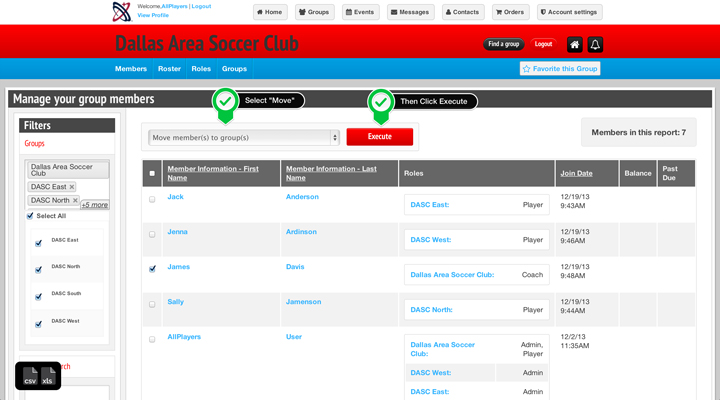 Welcome,AllPlayers | Logout
View Profile
Home
Groups
Events
Messages
Contacts
Orders
Account settings
Dallas Area Soccer Club
Find a group
Logout
Members
Roster
Roles
Groups
Favorite this Group
Manage your group members
Select "Move"
Then Click Execute
Filters
Groups
Dallas Area Soccer
Club
DASC East
DASC North
+5 more
Select All
DASC East
DASC North
DASC South
DASC West
csv
xls
Move member(s) to group(s)
Execute
Members in this report: 7
Member Information - First
Name
Member Information - Last
Name
Roles
Join Date
Balance
Past
Due
Jack
Anderson
DASC East:
Player
12/19/13
9:43AM
Jenna
Ardinson
DASC West:
Player
12/19/13
9:46AM
James
Davis
Dallas Area Soccer Club:
Coach
12/19/13
9:48AM
Sally
Jamenson
DASC North:
Player
12/19/13
9:44AM
AllPlayers
User
Dallas Area Soccer
Club:
Admin,
Player
DASC West:
Admin
DASC East:
Admin
12/2/13
11:35AM